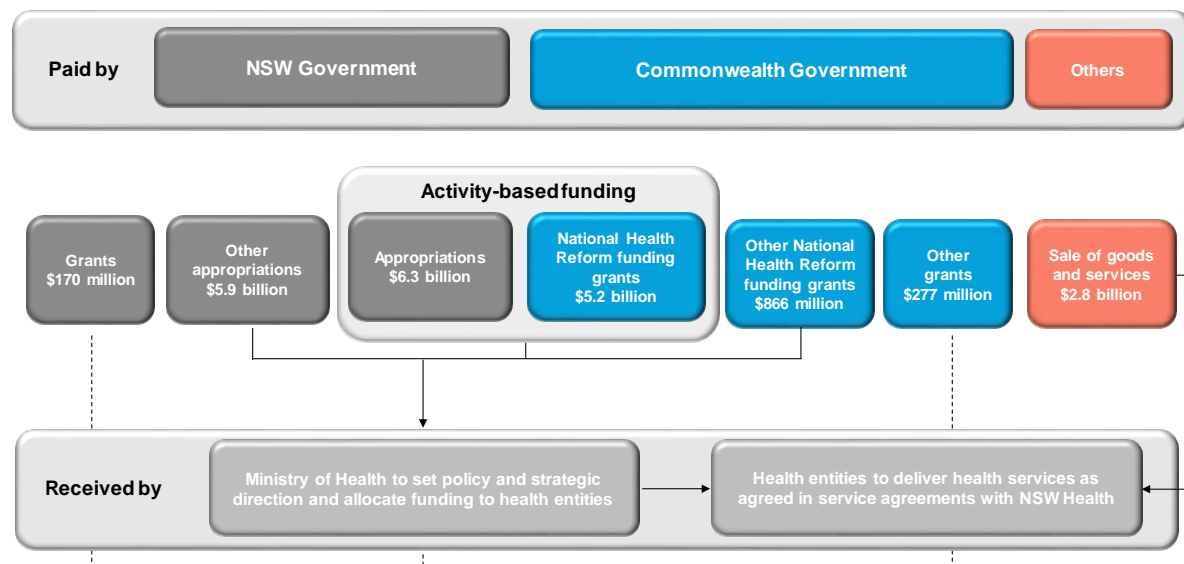 Paid by
NSW Government
Commonwealth Government
Others
Activity-based funding
Grants
$170 million
Other
appropriations
$5.9 billion
Appropriations
$6.3 billion
National Health
Reform funding
grants
$5.2 billion
Other National
Health Reform
funding grants
$866 million
Other
grants
$277 million
Sale of goods
and services
$2.8 billion
Received by
Ministry of Health to set policy and strategic
direction and allocate funding to health entities
Health entities to deliver health services as
agreed in service agreements with NSW Health